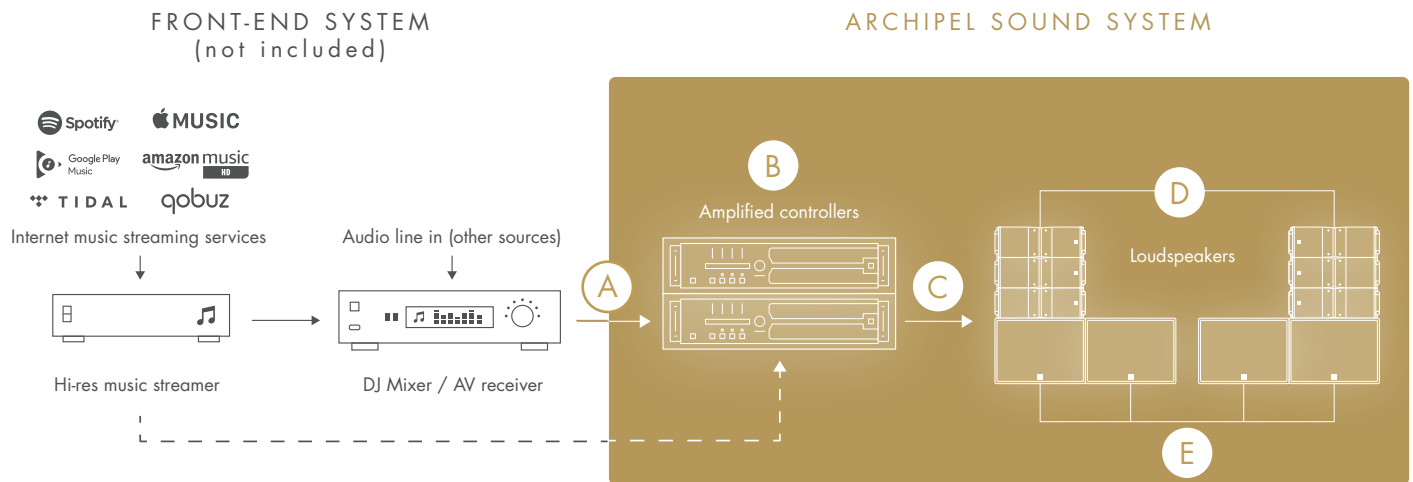 FRONT-END SYSTEM
(not included)
ARCHIPEL SOUND SYSTEM
Spotify
MUSIC
Google Play
Music
amazon music
HD
TIDAL
qobuz
Internet music streaming services
Audio line in (other sources)
Hi-res music streamer
DJ Mixer / AV receiver
A
B
Amplified controllers
C
D
Loudspeakers
E